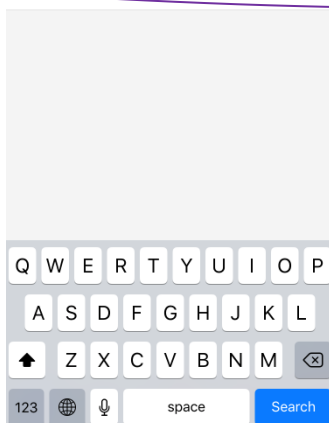 Q W E R T Y U I O P
A S D F G H J K L
Z X C V B N M
123 space Search